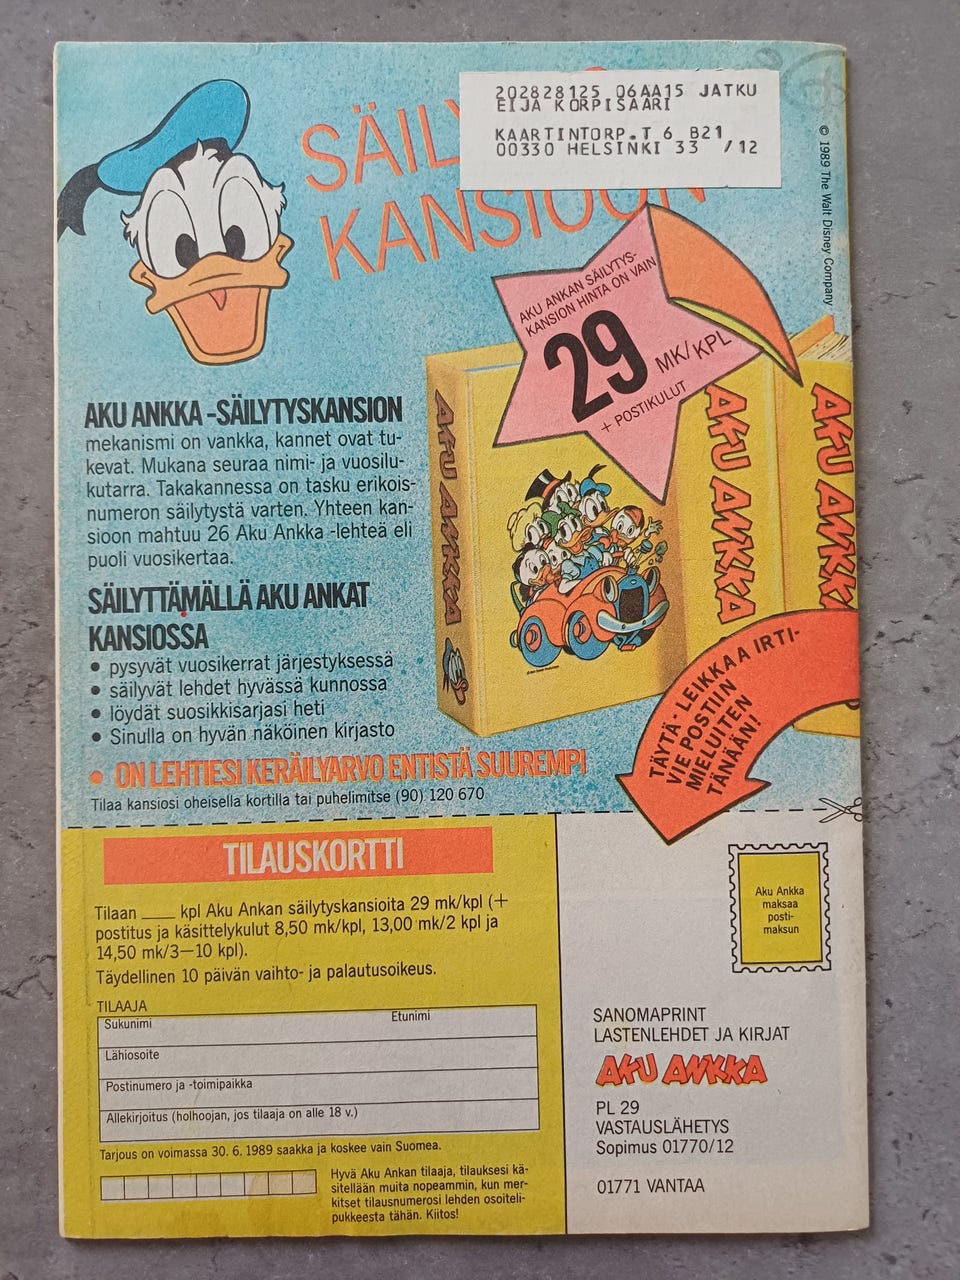 202828125 06AA15 JATKU
EIJA KORPISAARI
KAARTINTORP.T 6 B21
00330 HELSINKI 33 /12
© 1989 The Walt Disney Company
SÄILY
KANSIOON
AKU ANKAN SÄILYTYS-
KANSION HINTA ON VAIN
29 MK/KPL
+ POSTIKULUT
AKU ANKKA
AKU ANKKA
AKU ANKKA
AKU ANKKA -SÄILYTYSKANSION
mekanismi on vankka, kannet ovat tu-
kevat. Mukana seuraa nimi- ja vuosilu-
kutarra. Takakannessa on tasku erikois-
numeron säilytystä varten. Yhteen kan-
sioon mahtuu 26 Aku Ankka -lehteä eli
puoli vuosikertaa.
SÄILYTTÄMÄLLÄ AKU ANKAT
KANSIOSSA
• pysyvät vuosikerrat järjestyksessä
• säilyvät lehdet hyvässä kunnossa
• löydät suosikkisarjasi heti
• Sinulla on hyvän näköinen kirjasto
• ON LEHTIESI KERÄILYARVO ENTISTÄ SUUREMPI
Tilaa kansiosi oheisella kortilla tai puhelimitse (90) 120 670
TÄYTÄ - LEIKKAA IRTI-
VIE POSTIIN
MIELUITEN
TÄNÄÄN!
TILAUSKORTTI
Tilaan ____ kpl Aku Ankan säilytyskansioita 29 mk/kpl (+
postitus ja käsittelykulut 8,50 mk/kpl, 13,00 mk/2 kpl ja
14,50 mk/3—10 kpl).
Täydellinen 10 päivän vaihto- ja palautusoikeus.
TILAAJA
Sukunimi Etunimi
Lähiosoite
Postinumero ja -toimipaikka
Allekirjoitus (holhoojan, jos tilaaja on alle 18 v.)
Tarjous on voimassa 30. 6. 1989 saakka ja koskee vain Suomea.
Hyvä Aku Ankan tilaaja, tilauksesi kä-
sitellään muita nopeammin, kun mer-
kitset tilausnumerosi lehden osoiteli-
pukkeesta tähän. Kiitos!
Aku Ankka
maksaa
posti-
maksun
SANOMAPRINT
LASTENLEHDET JA KIRJAT
AKU ANKKA
PL 29
VASTAUSLÄHETYS
Sopimus 01770/12
01771 VANTAA